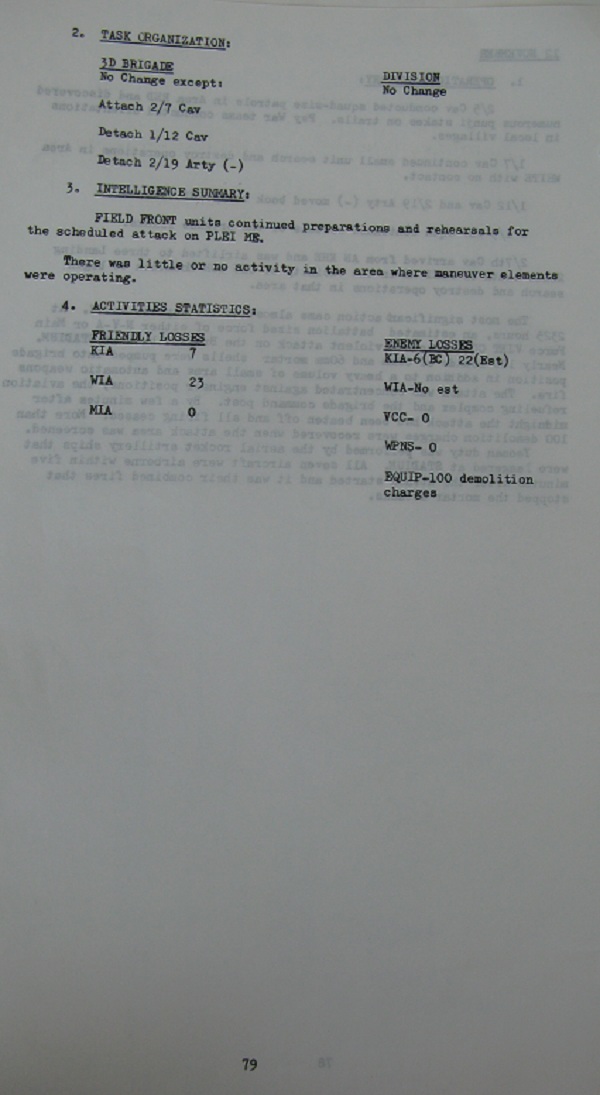 2. TASK ORGANIZATION:
3D BRIGADE
No Change except:
DIVISION
No Change
Attach 2/7 Cav
Detach 1/12 Cav
Detach 2/19 Arty (-)
3. INTELLIGENCE SUMMARY:
FIELD FRONT units continued preparations and rehearsals for
the scheduled attack on PLEI ME.
There was little or no activity in the area where maneuver elements
were operating.
4. ACTIVITIES STATISTICS:
FRIENDLY LOSSES
KIA 7
WIA 23
MIA 0
ENEMY LOSSES
KIA-6(BC) 22(Est)
WIA-No est
VCC- 0
WPNS- 0
EQUIP-100 demolition
charges
79